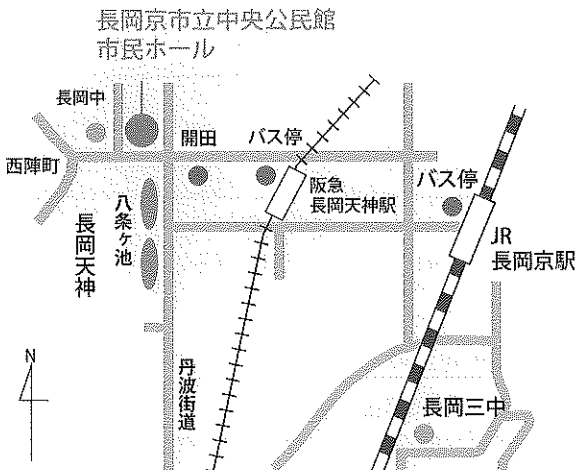 長岡京市立中央公民館
市民ホール
長岡中
開田
バス停
西陣町
阪急
長岡天神駅
バス停
八条ヶ池
長岡天神
JR
長岡京駅
N
丹波街道
長岡三中